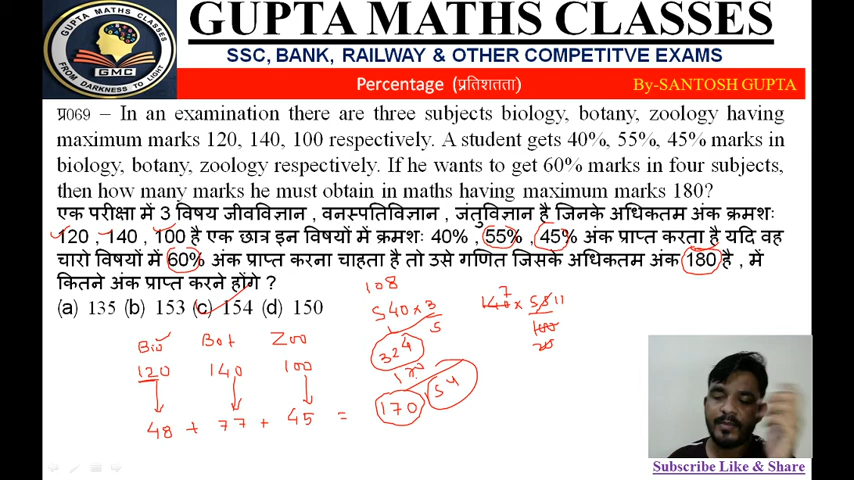 GUPTA MATHS CLASSES
GUPTA MATHS CLASSES
GMC
FROM DARKNESS TO LIGHT
SSC, BANK, RAILWAY & OTHER COMPETITVE EXAMS
Percentage (प्रतिशतता) By-SANTOSH GUPTA
प्र069 – In an examination there are three subjects biology, botany, zoology having
maximum marks 120, 140, 100 respectively. A student gets 40%, 55%, 45% marks in
biology, botany, zoology respectively. If he wants to get 60% marks in four subjects,
then how many marks he must obtain in maths having maximum marks 180?
एक परीक्षा में 3 विषय जीवविज्ञान , वनस्पतिविज्ञान , जंतुविज्ञान है जिनके अधिकतम अंक क्रमशः
120 , 140 , 100 है एक छात्र इन विषयों में क्रमशः 40% , 55% , 45% अंक प्राप्त करता है यदि वह
चारो विषयों में 60% अंक प्राप्त करना चाहता है तो उसे गणित जिसके अधिकतम अंक 180 है , में
कितने अंक प्राप्त करने होंगे ?
(a) 135 (b) 153 (c) 154 (d) 150
108
540 × 3
5
324
170
54
7
140 × 55 11
100
20
Bio Bot Zoo
120 140 100
48 + 77 + 45 =
170
Subscribe Like & Share